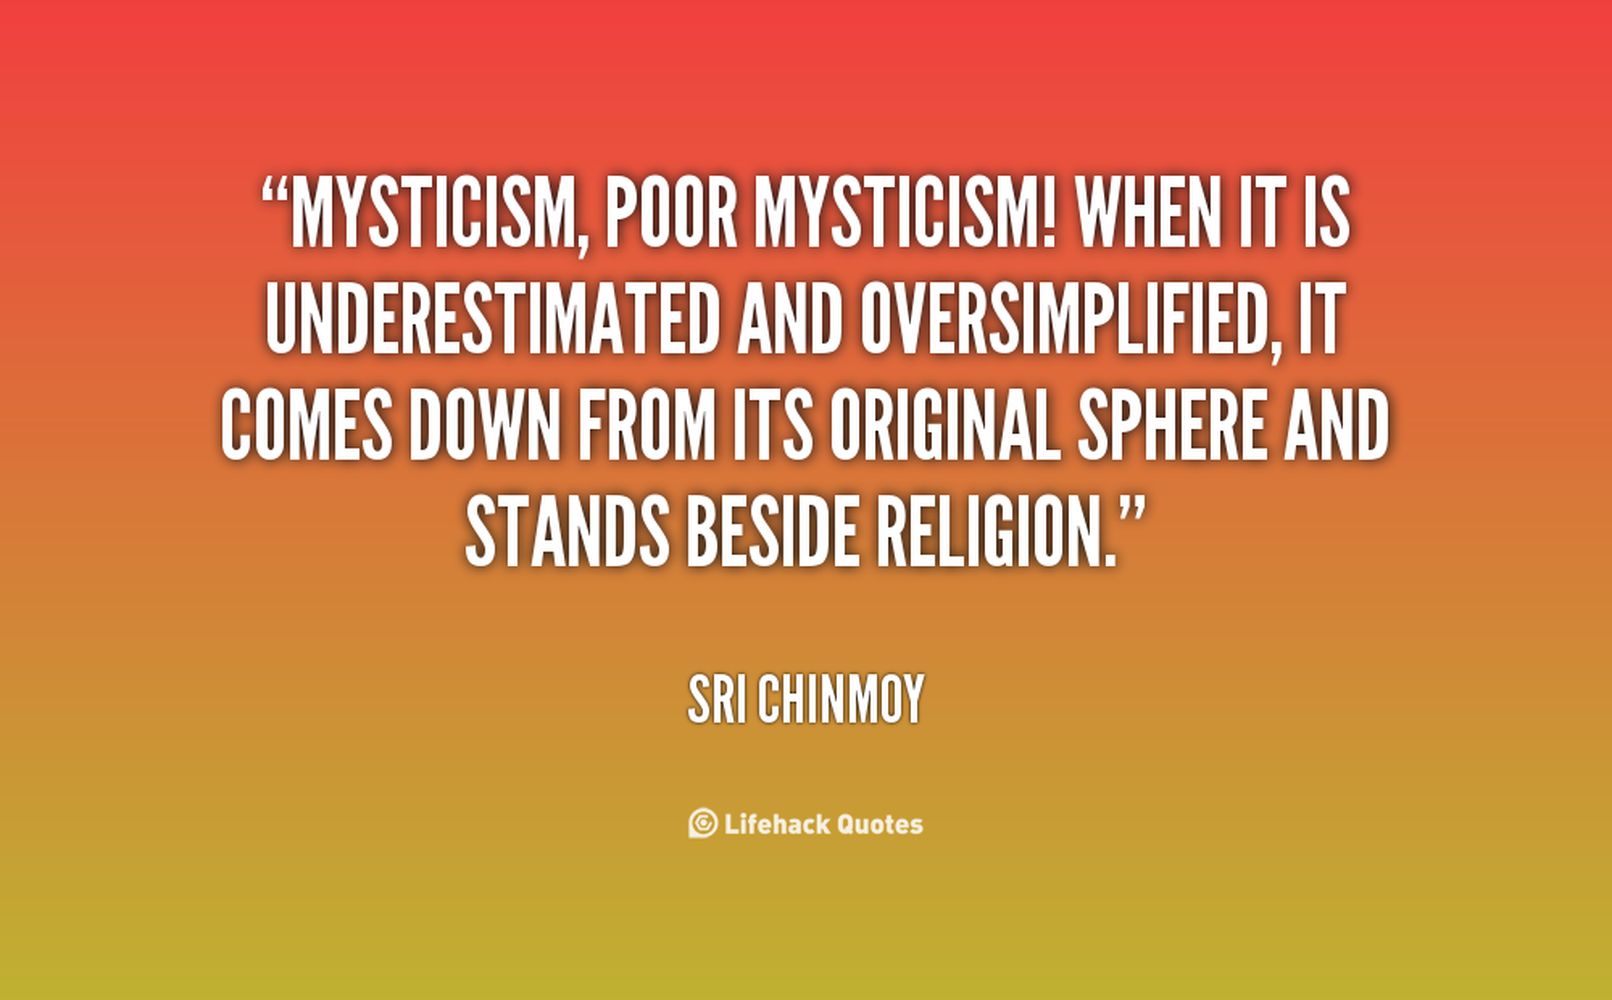 “MYSTICISM, POOR MYSTICISM! WHEN IT IS
UNDERESTIMATED AND OVERSIMPLIFIED, IT
COMES DOWN FROM ITS ORIGINAL SPHERE AND
STANDS BESIDE RELIGION.”
SRI CHINMOY
Lifehack Quotes